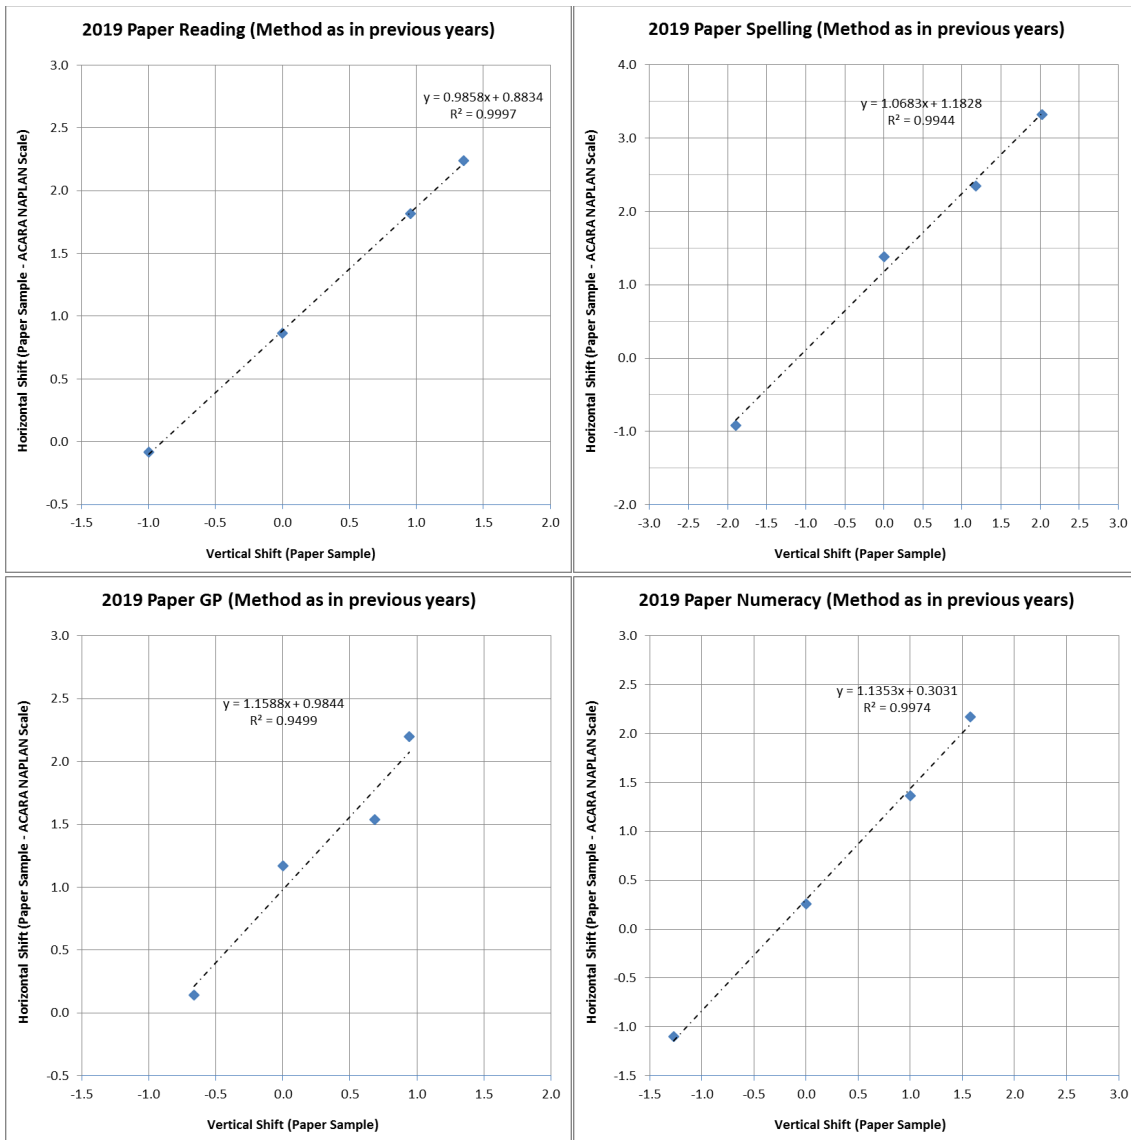 2019 Paper Reading (Method as in previous years)
Horizontal Shift (Paper Sample - ACARA NAPLAN Scale)
3.0
2.5
2.0
1.5
1.0
0.5
0.0
-0.5
y = 0.9858x + 0.8834
R² = 0.9997
-1.5 -1.0 -0.5 0.0 0.5 1.0 1.5 2.0
Vertical Shift (Paper Sample)
2019 Paper Spelling (Method as in previous years)
Horizontal Shift (Paper Sample - ACARA NAPLAN Scale)
4.0
3.0
2.0
1.0
0.0
-1.0
-2.0
y = 1.0683x + 1.1828
R² = 0.9944
-3.0 -2.5 -2.0 -1.5 -1.0 -0.5 0.0 0.5 1.0 1.5 2.0 2.5 3.0
Vertical Shift (Paper Sample)
2019 Paper GP (Method as in previous years)
Horizontal Shift (Paper Sample - ACARA NAPLAN Scale)
3.0
2.5
2.0
1.5
1.0
0.5
0.0
-0.5
y = 1.1588x + 0.9844
R² = 0.9499
-1.5 -1.0 -0.5 0.0 0.5 1.0 1.5 2.0
Vertical Shift (Paper Sample)
2019 Paper Numeracy (Method as in previous years)
Horizontal Shift (Paper Sample - ACARA NAPLAN Scale)
3.0
2.5
2.0
1.5
1.0
0.5
0.0
-0.5
-1.0
-1.5
y = 1.1353x + 0.3031
R² = 0.9974
-1.5 -1.0 -0.5 0.0 0.5 1.0 1.5 2.0 2.5 3.0
Vertical Shift (Paper Sample)